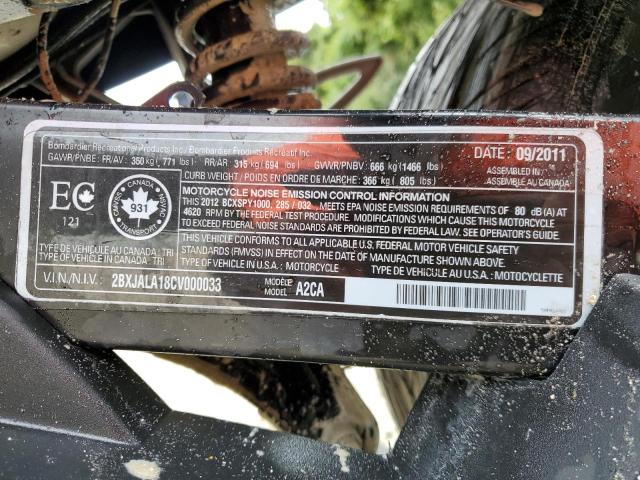 Bombardier Recreational Products Inc. Bombardier Produits Récréatif Inc.
GAWR/PNBE: FR/AV: 350 kg ( 771 lbs) RR/AR 315 kg / 694 lbs) GVWR/PNBV: 666 kg (1466 lbs)
CURB WEIGHT / POIDS EN ORDRE DE MARCHE: 366 kg ( 805 lbs)
DATE: 09/2011
ASSEMBLED IN
ASSEMBLÉ AU CANADA
EC
121
CANADA
931
TRANSPORT
MOTORCYCLE NOISE EMISSION CONTROL INFORMATION
THIS 2012 BCXSPY1000. 285 / 032 MEETS EPA NOISE EMISSION REQUIREMENTS OF 80 dB (A) AT
4620 RPM BY THE FEDERAL TEST PROCEDURE. MODIFICATIONS WHICH CAUSE THIS MOTORCYCLE
TO EXCEED FEDERAL NOISE STANDARDS ARE PROHIBITED BY FEDERAL LAW. SEE OPERATOR'S GUIDE.
THIS VEHICLE CONFORMS TO ALL APPLICABLE U.S. FEDERAL MOTOR VEHICLE SAFETY
STANDARDS (FMVSS) IN EFFECT ON THE DATE OF MANUFACTURE SHOWN ABOVE.
TYPE DE VEHICULE AU CANADA : TRI
TYPE OF VEHICLE IN CANADA : TRI
TYPE OF VEHICLE IN U.S.A. : MOTORCYCLE
TYPE DE VEHICULE AU U.S.A. : MOTOCYCLETTE
V.I.N./N.I.V. : 2BXJALA18CV000033
MODÈLE
MODEL A2CA